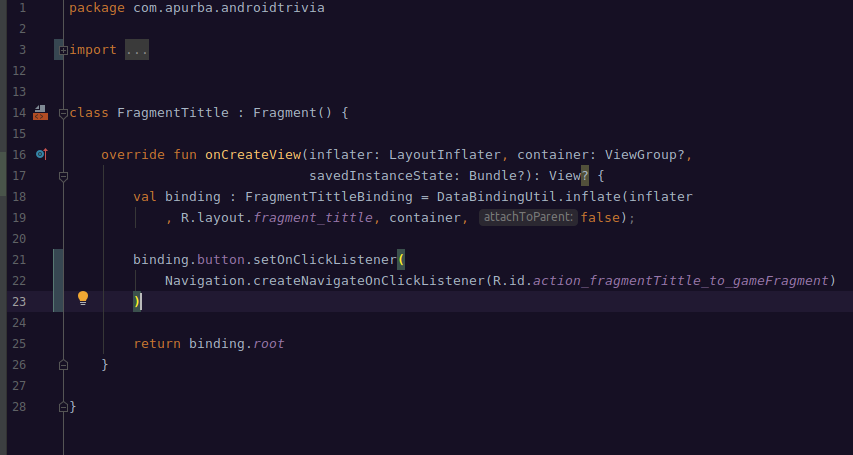 1 package com.apurba.androidtrivia
2
3 import ...
12
13
14 class FragmentTittle : Fragment() {
15
16 override fun onCreateView(inflater: LayoutInflater, container: ViewGroup?,
17 savedInstanceState: Bundle?): View? {
18 val binding : FragmentTittleBinding = DataBindingUtil.inflate(inflater
19 , R.layout.fragment_tittle, container, attachToParent: false);
20
21 binding.button.setOnClickListener(
22 Navigation.createNavigateOnClickListener(R.id.action_fragmentTittle_to_gameFragment)
23 )
24
25 return binding.root
26 }
27
28 }